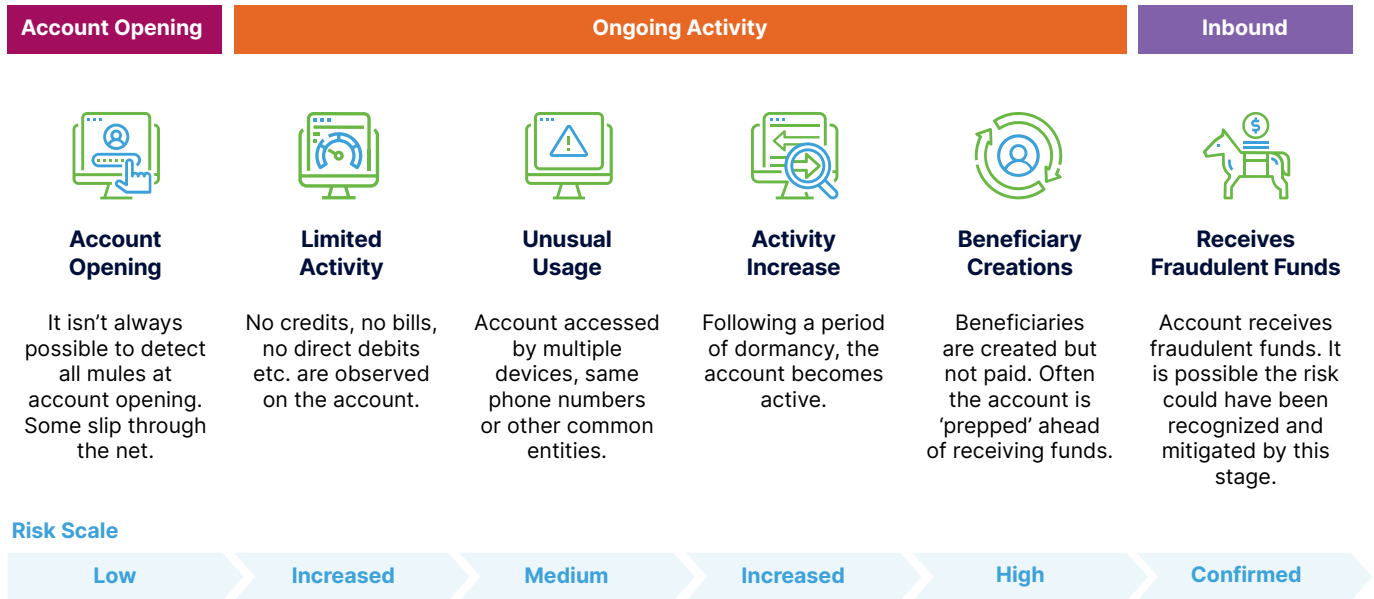 Account Opening
Ongoing Activity
Inbound
Account
Opening
It isn’t always
possible to detect
all mules at
account opening.
Some slip through
the net.
Limited
Activity
No credits, no bills,
no direct debits
etc. are observed
on the account.
Unusual
Usage
Account accessed
by multiple
devices, same
phone numbers
or other common
entities.
Activity
Increase
Following a period
of dormancy, the
account becomes
active.
Beneficiary
Creations
Beneficiaries
are created but
not paid. Often
the account is
‘prepped’ ahead
of receiving funds.
$
Receives
Fraudulent Funds
Account receives
fraudulent funds. It
is possible the risk
could have been
recognized and
mitigated by this
stage.
Risk Scale
Low
Increased
Medium
Increased
High
Confirmed